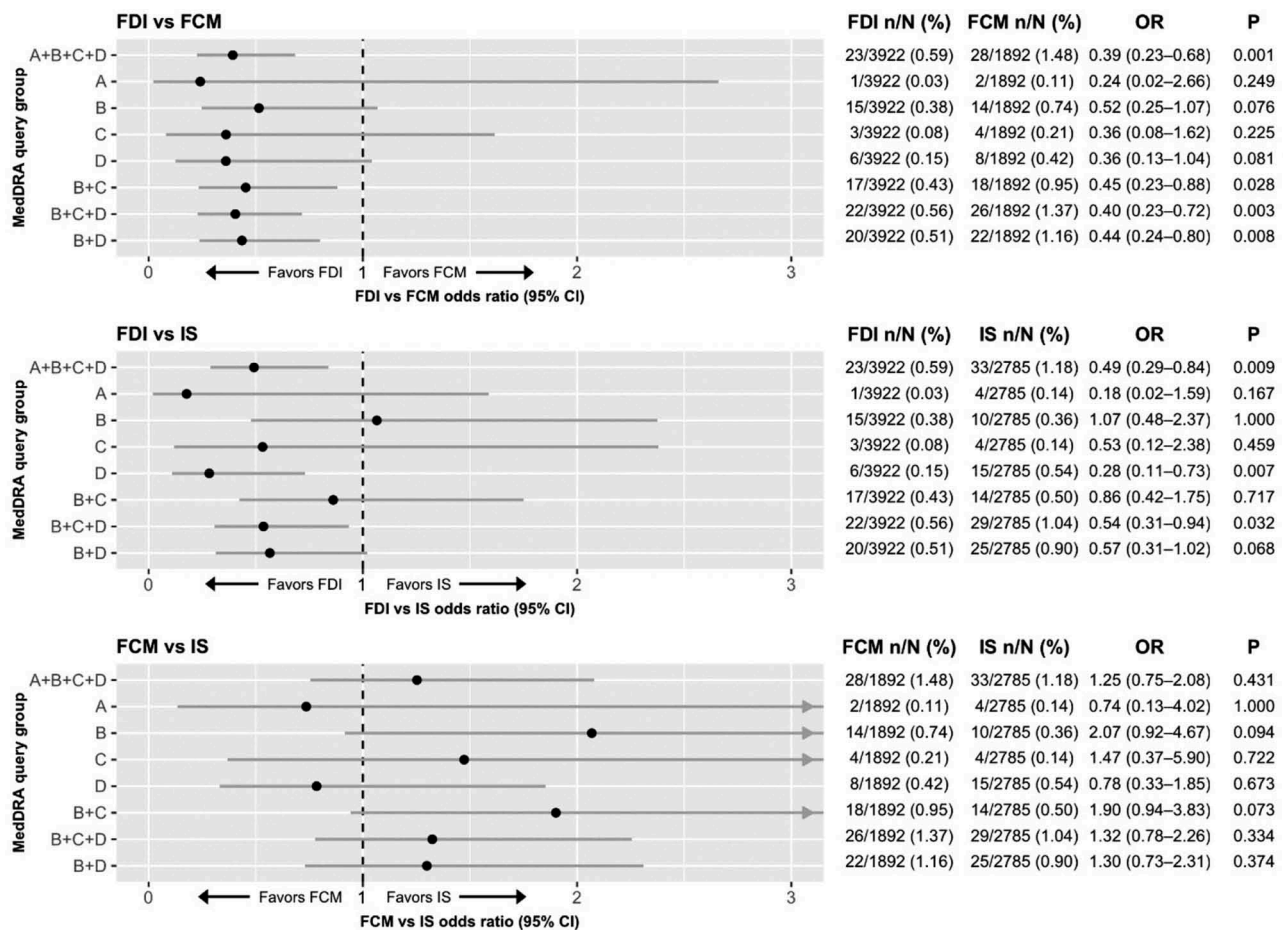 FDI vs FCM FDI n/N (%) FCM n/N (%) OR P
MedDRA query group
A+B+C+D 23/3922 (0.59) 28/1892 (1.48) 0.39 (0.23–0.68) 0.001
A 1/3922 (0.03) 2/1892 (0.11) 0.24 (0.02–2.66) 0.249
B 15/3922 (0.38) 14/1892 (0.74) 0.52 (0.25–1.07) 0.076
C 3/3922 (0.08) 4/1892 (0.21) 0.36 (0.08–1.62) 0.225
D 6/3922 (0.15) 8/1892 (0.42) 0.36 (0.13–1.04) 0.081
B+C 17/3922 (0.43) 18/1892 (0.95) 0.45 (0.23–0.88) 0.028
B+C+D 22/3922 (0.56) 26/1892 (1.37) 0.40 (0.23–0.72) 0.003
B+D 20/3922 (0.51) 22/1892 (1.16) 0.44 (0.24–0.80) 0.008
0 Favors FDI 1 Favors FCM 2 3
FDI vs FCM odds ratio (95% CI)
FDI vs IS FDI n/N (%) IS n/N (%) OR P
MedDRA query group
A+B+C+D 23/3922 (0.59) 33/2785 (1.18) 0.49 (0.29–0.84) 0.009
A 1/3922 (0.03) 4/2785 (0.14) 0.18 (0.02–1.59) 0.167
B 15/3922 (0.38) 10/2785 (0.36) 1.07 (0.48–2.37) 1.000
C 3/3922 (0.08) 4/2785 (0.14) 0.53 (0.12–2.38) 0.459
D 6/3922 (0.15) 15/2785 (0.54) 0.28 (0.11–0.73) 0.007
B+C 17/3922 (0.43) 14/2785 (0.50) 0.86 (0.42–1.75) 0.717
B+C+D 22/3922 (0.56) 29/2785 (1.04) 0.54 (0.31–0.94) 0.032
B+D 20/3922 (0.51) 25/2785 (0.90) 0.57 (0.31–1.02) 0.068
0 Favors FDI 1 Favors IS 2 3
FDI vs IS odds ratio (95% CI)
FCM vs IS FCM n/N (%) IS n/N (%) OR P
MedDRA query group
A+B+C+D 28/1892 (1.48) 33/2785 (1.18) 1.25 (0.75–2.08) 0.431
A 2/1892 (0.11) 4/2785 (0.14) 0.74 (0.13–4.02) 1.000
B 14/1892 (0.74) 10/2785 (0.36) 2.07 (0.92–4.67) 0.094
C 4/1892 (0.21) 4/2785 (0.14) 1.47 (0.37–5.90) 0.722
D 8/1892 (0.42) 15/2785 (0.54) 0.78 (0.33–1.85) 0.673
B+C 18/1892 (0.95) 14/2785 (0.50) 1.90 (0.94–3.83) 0.073
B+C+D 26/1892 (1.37) 29/2785 (1.04) 1.32 (0.78–2.26) 0.334
B+D 22/1892 (1.16) 25/2785 (0.90) 1.30 (0.73–2.31) 0.374
0 Favors FCM 1 Favors IS 2 3
FCM vs IS odds ratio (95% CI)